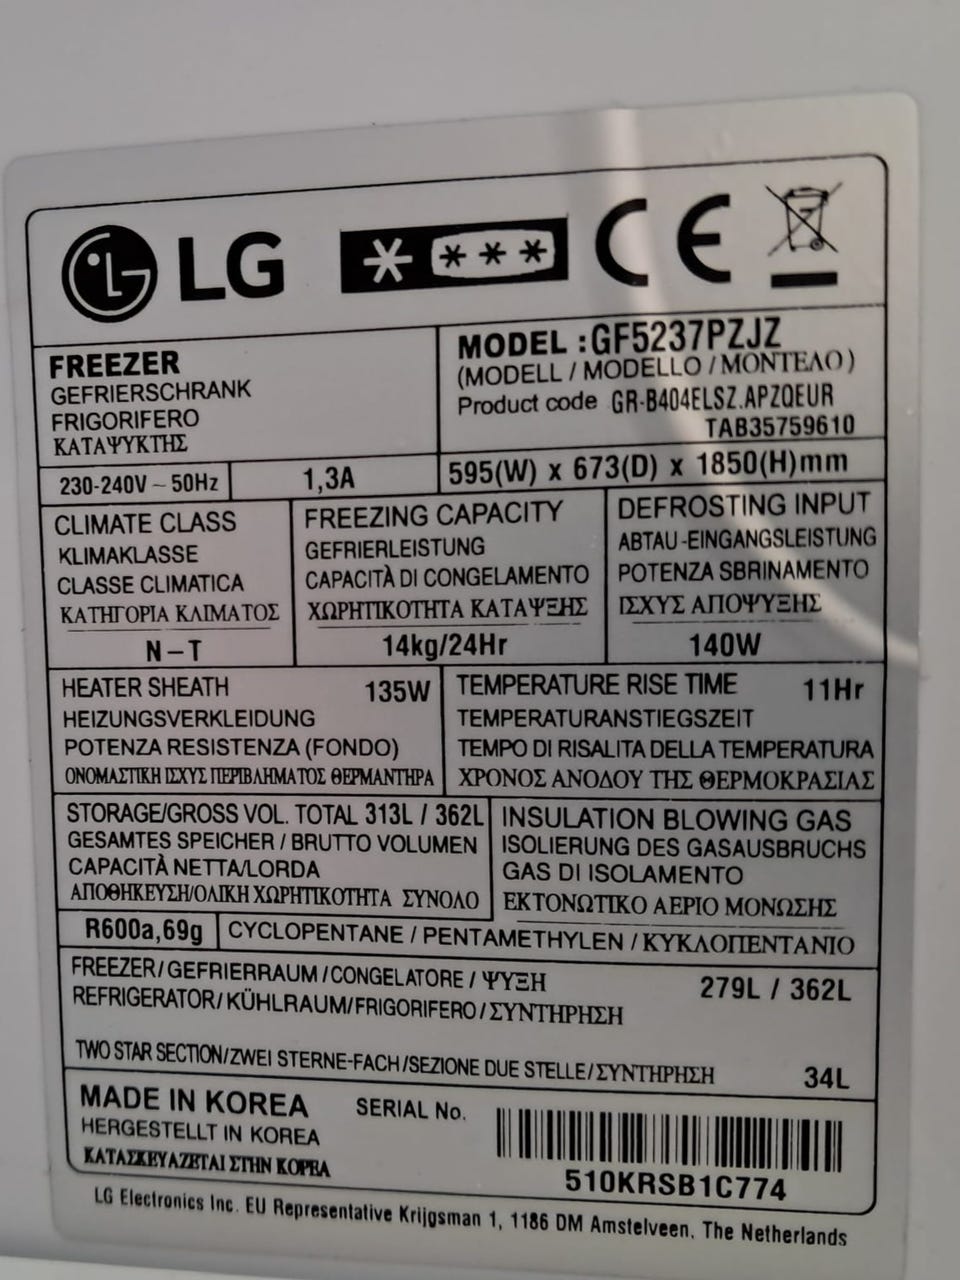 LG
CE
FREEZER
GEFRIERSCHRANK
FRIGORIFERO
ΚΑΤΑΨΥΚΤΗΣ
MODEL :GF5237PZJZ
(MODELL / MODELLO / ΜΟΝΤΕΛΟ)
Product code GR-B404ELSZ.APZQEUR
TAB35759610
230-240V ~ 50Hz
1,3A
595(W) x 673(D) x 1850(H)mm
CLIMATE CLASS
KLIMAKLASSE
CLASSE CLIMATICA
ΚΑΤΗΓΟΡΙΑ ΚΛΙΜΑΤΟΣ
N – T
FREEZING CAPACITY
GEFRIERLEISTUNG
CAPACITÀ DI CONGELAMENTO
ΧΩΡΗΤΙΚΟΤΗΤΑ ΚΑΤΑΨΞΗΣ
14kg/24Hr
DEFROSTING INPUT
ABTAU-EINGANGSLEISTUNG
POTENZA SBRINAMENTO
ΙΣΧΥΣ ΑΠΟΨΥΞΗΣ
140W
HEATER SHEATH 135W
HEIZUNGSVERKLEIDUNG
POTENZA RESISTENZA (FONDO)
ΟΝΟΜΑΣΤΙΚΗ ΙΣΧΥΣ ΠΕΡΙΒΛΗΜΑΤΟΣ ΘΕΡΜΑΝΤΗΡΑ
TEMPERATURE RISE TIME 11Hr
TEMPERATURANSTIEGSZEIT
TEMPO DI RISALITA DELLA TEMPERATURA
ΧΡΟΝΟΣ ΑΝΟΔΟΥ ΤΗΣ ΘΕΡΜΟΚΡΑΣΙΑΣ
STORAGE/GROSS VOL. TOTAL 313L / 362L
GESAMTES SPEICHER / BRUTTO VOLUMEN
CAPACITÀ NETTA/LORDA
ΑΠΟΘΗΚΕΥΣΗ/ΟΛΙΚΗ ΧΩΡΗΤΙΚΟΤΗΤΑ ΣΥΝΟΛΟ
INSULATION BLOWING GAS
ISOLIERUNG DES GASAUSBRUCHS
GAS DI ISOLAMENTO
ΕΚΤΟΝΩΤΙΚΟ ΑΕΡΙΟ ΜΟΝΩΣΗΣ
R600a,69g
CYCLOPENTANE / PENTAMETHYLEN / ΚΥΚΛΟΠΕΝΤΑΝΙΟ
FREEZER/GEFRIERRAUM/CONGELATORE/ΨΥΞΗ 279L / 362L
REFRIGERATOR/KÜHLRAUM/FRIGORIFERO/ΣΥΝΤΗΡΗΣΗ
TWO STAR SECTION/ZWEI STERNE-FACH/SEZIONE DUE STELLE/ΣΥΝΤΗΡΗΣΗ 34L
MADE IN KOREA
HERGESTELLT IN KOREA
ΚΑΤΑΣΚΕΥΑΖΕΤΑΙ ΣΤΗΝ ΚΟΡΕΑ
SERIAL No.
510KRSB1C774
LG Electronics Inc. EU Representative Krijgsman 1, 1186 DM Amstelveen, The Netherlands